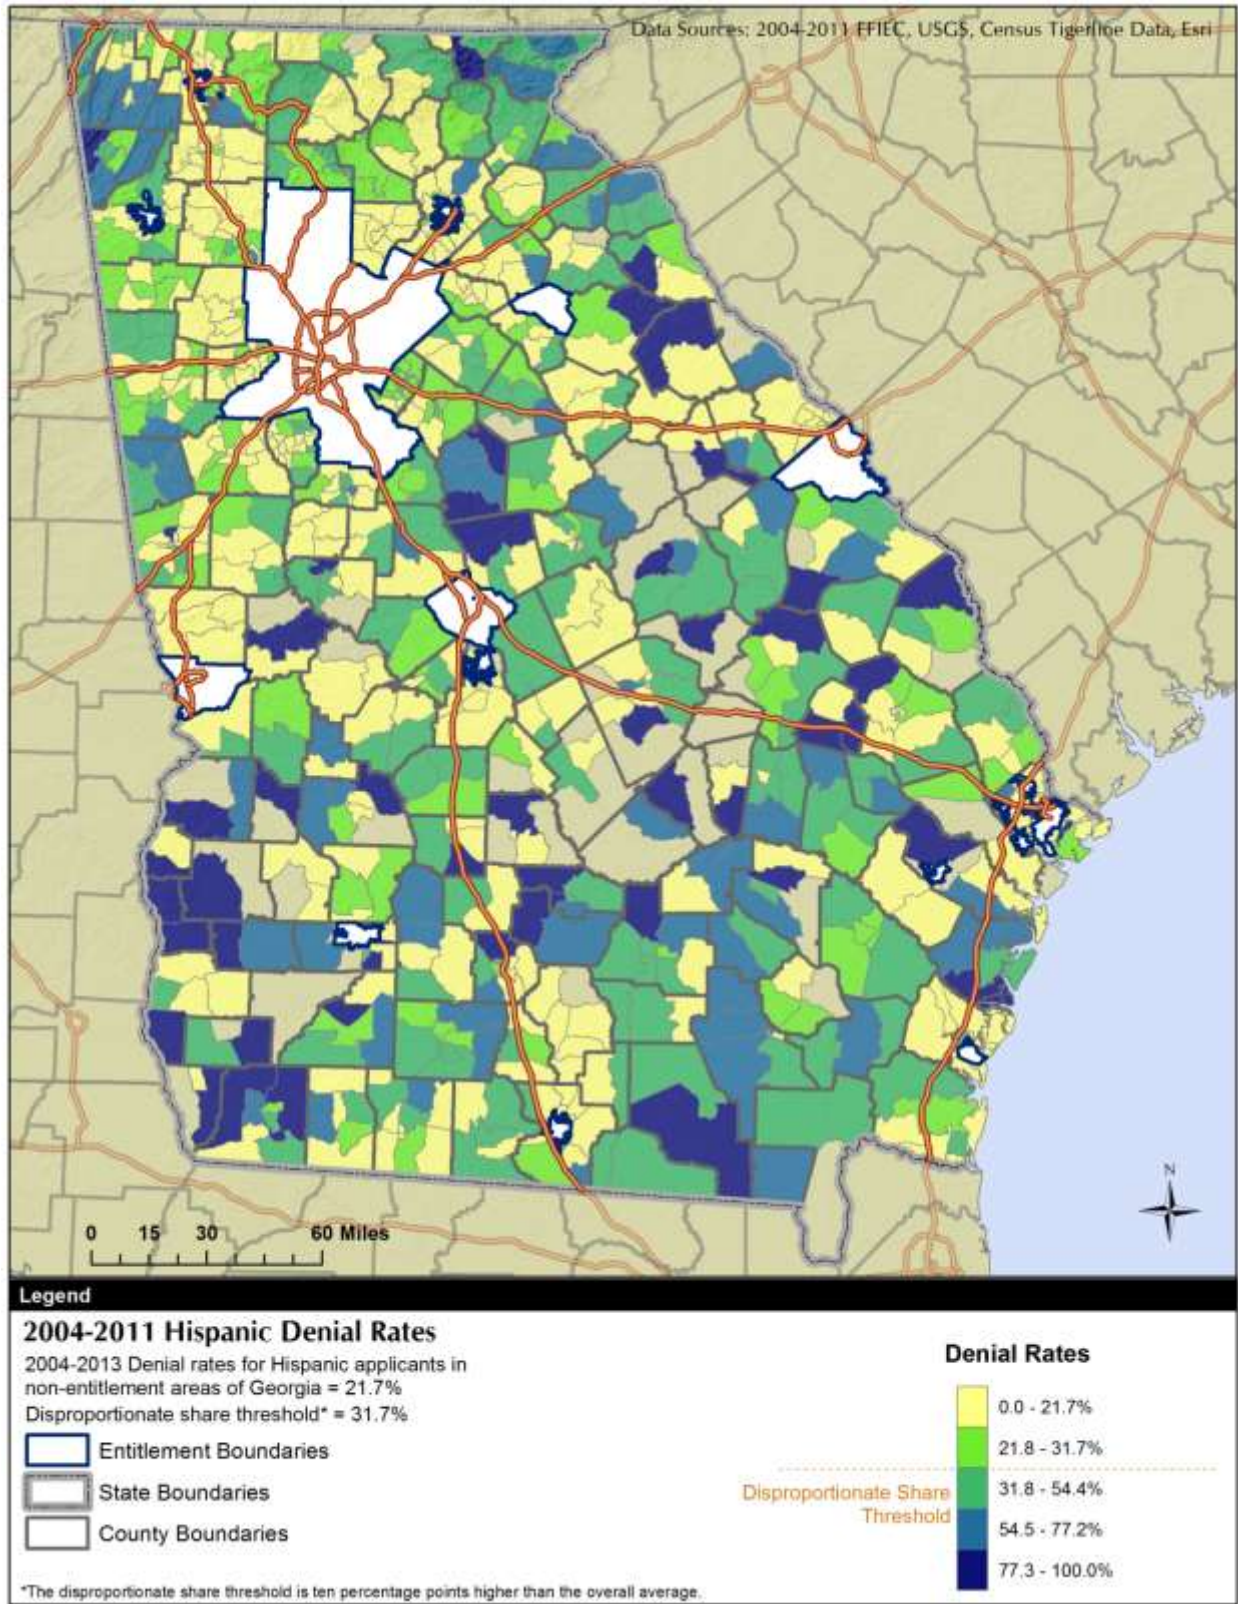 Data Sources: 2004-2011 FFIEC, USGS, Census Tigerline Data, Esri
N
0 15 30 60 Miles
Legend
2004-2011 Hispanic Denial Rates
2004-2013 Denial rates for Hispanic applicants in
non-entitlement areas of Georgia = 21.7%
Disproportionate share threshold* = 31.7%
Entitlement Boundaries
State Boundaries
County Boundaries
*The disproportionate share threshold is ten percentage points higher than the overall average.
Denial Rates
0.0 - 21.7%
21.8 - 31.7%
Disproportionate Share
Threshold
31.8 - 54.4%
54.5 - 77.2%
77.3 - 100.0%